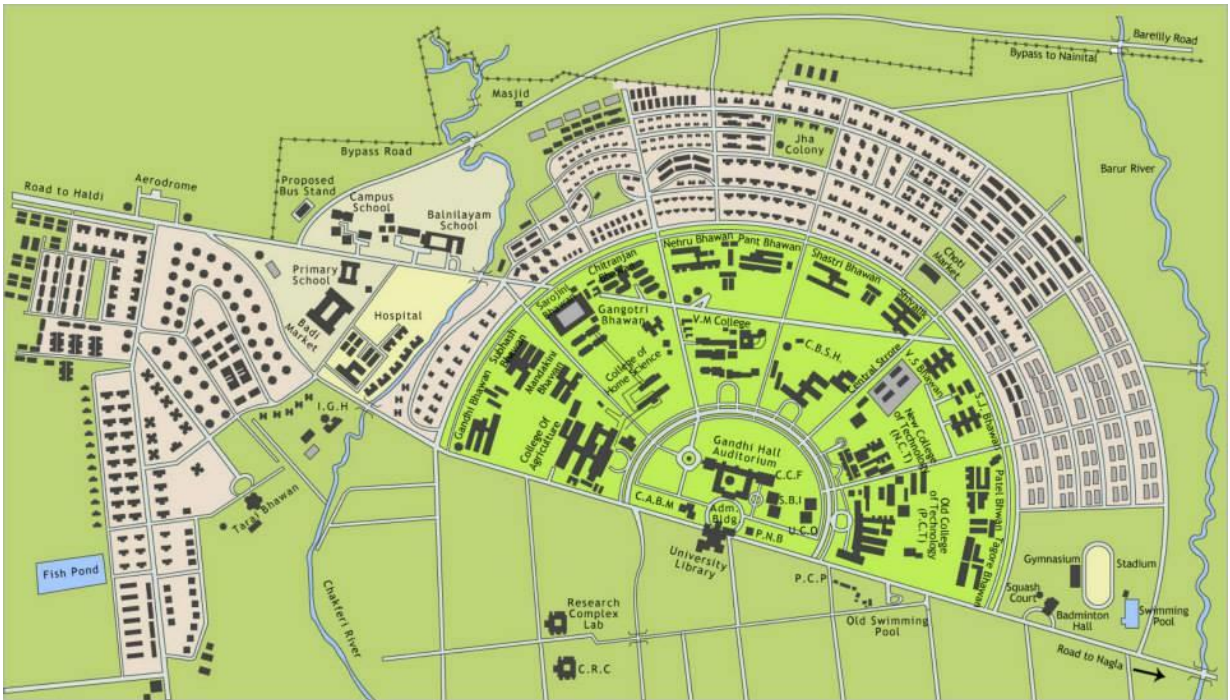 Bareilly Road
Bypass to Nainital
Masjid
Jha
Colony
Bypass Road
Barur River
Aerodrome
Road to Haldi
Proposed
Bus Stand
Campus
School
Balnilayam
School
Nehru Bhawan
Pant Bhawan
Shastri Bhawan
Choti
Market
Primary
School
Chitranjan
Sarojini
Gangotri
Bhawan
Badi
Market
Hospital
V.M College
C.B.S.H.
Central Strore
V.S Bhawan
S.J. Bhawan
Subhash
Bhawan
Mandakini
Bhawan
College of
Home Science
Gandhi Bhawan
I.G.H
College Of
Agriculture
Gandhi Hall
Auditorium
New College
of Technology
(N.C.T)
C.C.F
S.B.I
C.A.B.M
Adm.
Bldg
U.C.D
P.N.B
University
Library
Old College
of Technology
(P.C.T)
Patel Bhwan
Tagore Bhawan
Tarai Bhawan
Fish Pond
Chakferi River
Gymnasium
Stadium
Squash
Court
Badminton
Hall
Swimming
Pool
P.C.P
Old Swimming
Pool
Research
Complex
Lab
C.R.C
Road to Nagla